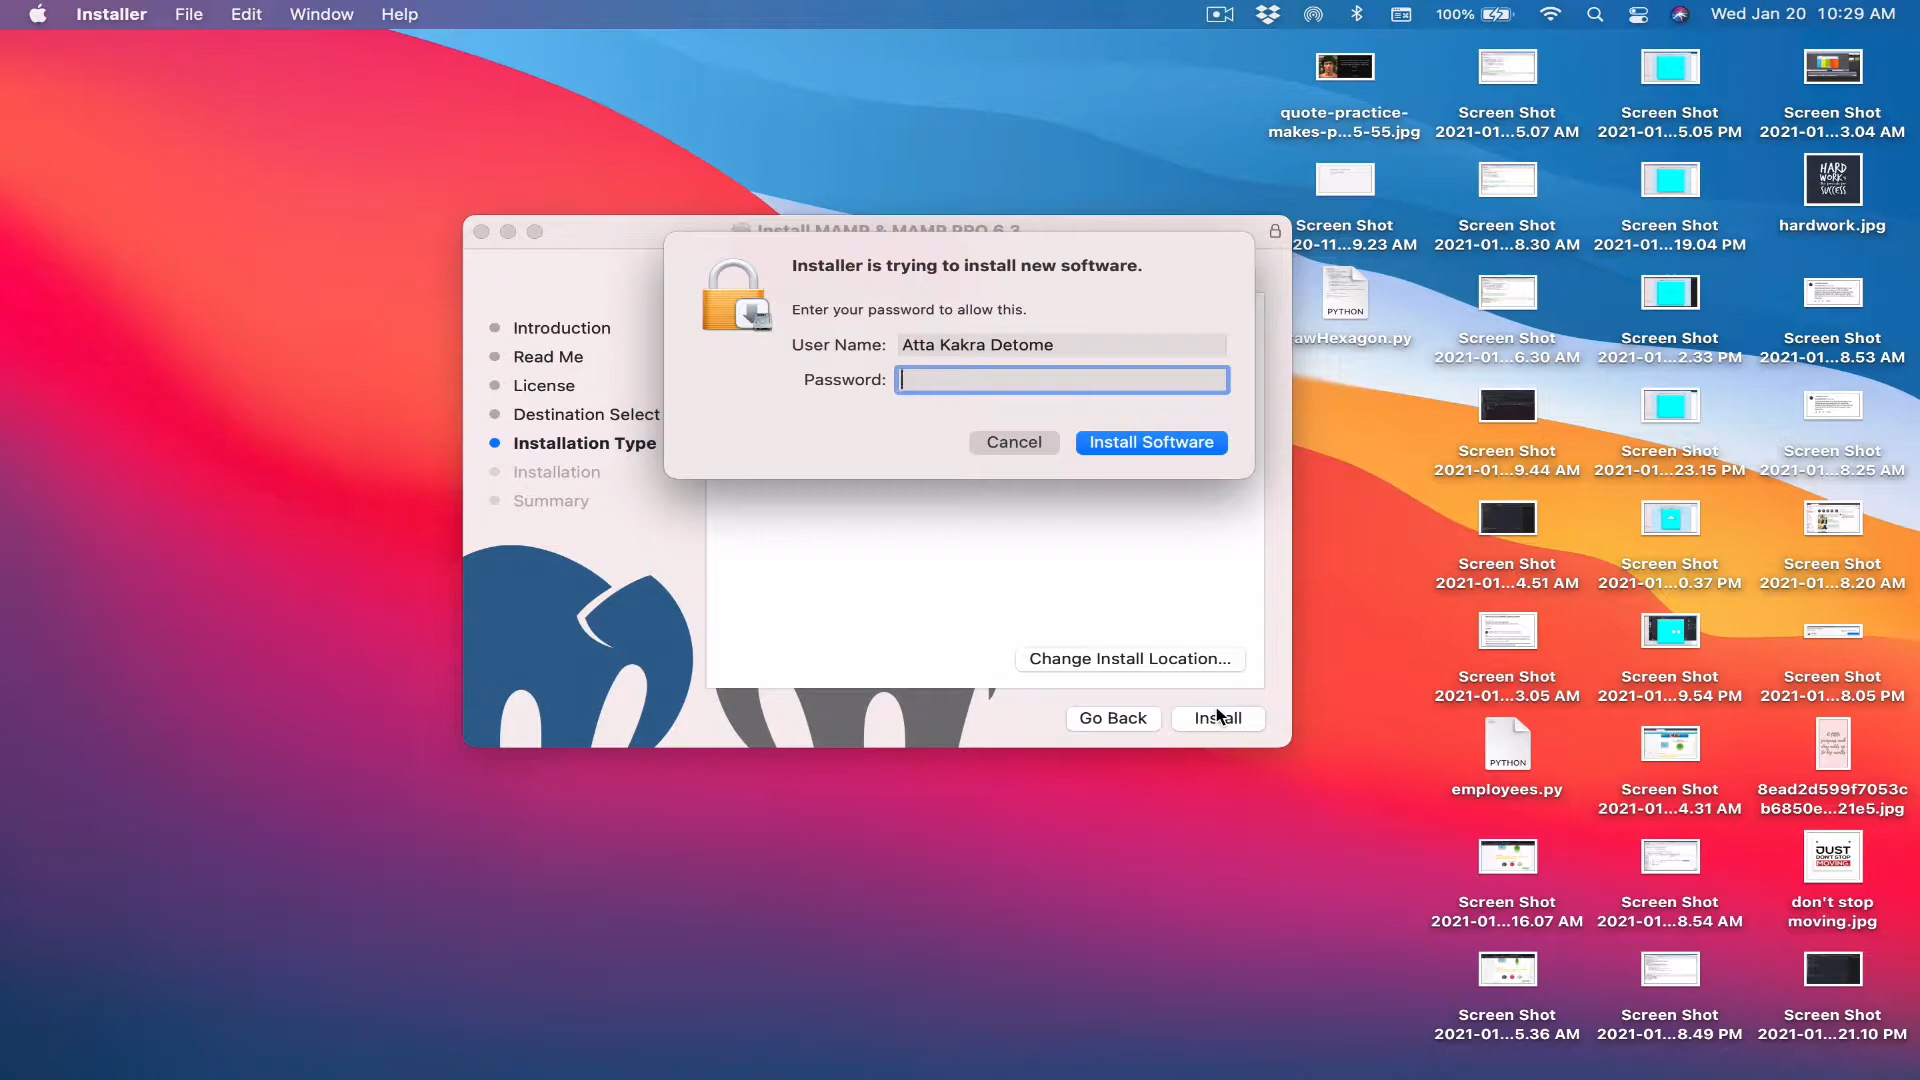 Installer File Edit Window Help 100% Wed Jan 20 10:29 AM
Install MAMP & MAMP PRO 6.3
Installer is trying to install new software.
Enter your password to allow this.
User Name: Atta Kakra Detome
Password:
Cancel Install Software
Introduction
Read Me
License
Destination Select
Installation Type
Installation
Summary
Change Install Location...
Go Back Install
quote-practice-
makes-p...5-55.jpg
Screen Shot
2021-01...5.07 AM
Screen Shot
2021-01...5.05 PM
Screen Shot
2021-01...3.04 AM
Screen Shot
20-11...9.23 AM
Screen Shot
2021-01...8.30 AM
Screen Shot
2021-01...19.04 PM
HARD
WORK
SUCCESS
hardwork.jpg
PYTHON
awHexagon.py
Screen Shot
2021-01...6.30 AM
Screen Shot
2021-01...2.33 PM
Screen Shot
2021-01...8.53 AM
Screen Shot
2021-01...9.44 AM
Screen Shot
2021-01...23.15 PM
Screen Shot
2021-01...8.25 AM
Screen Shot
2021-01...4.51 AM
Screen Shot
2021-01...0.37 PM
Screen Shot
2021-01...8.20 AM
Screen Shot
2021-01...3.05 AM
Screen Shot
2021-01...9.54 PM
Screen Shot
2021-01...8.05 PM
PYTHON
employees.py
Screen Shot
2021-01...4.31 AM
8ead2d599f7053c
b6850e...21e5.jpg
Screen Shot
2021-01...16.07 AM
Screen Shot
2021-01...8.54 AM
JUST
DON'T STOP
MOVING.
don't stop
moving.jpg
Screen Shot
2021-01...5.36 AM
Screen Shot
2021-01...8.49 PM
Screen Shot
2021-01...21.10 PM